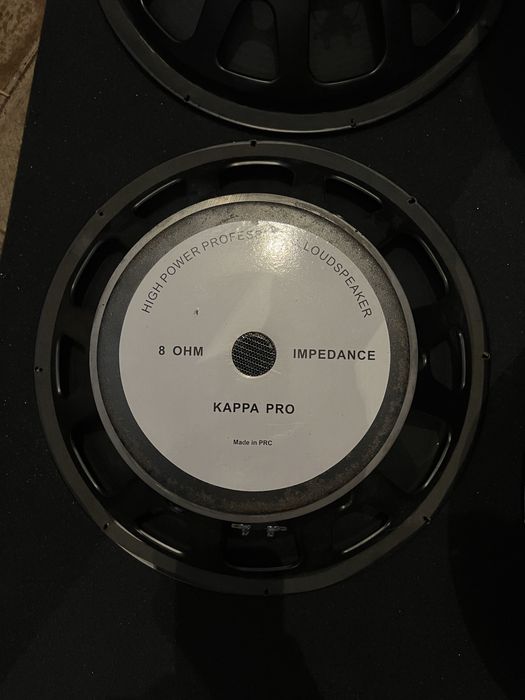 HIGH POWER PROFESS LOUDSPEAKER
8 OHM IMPEDANCE
KAPPA PRO
Made in PRC